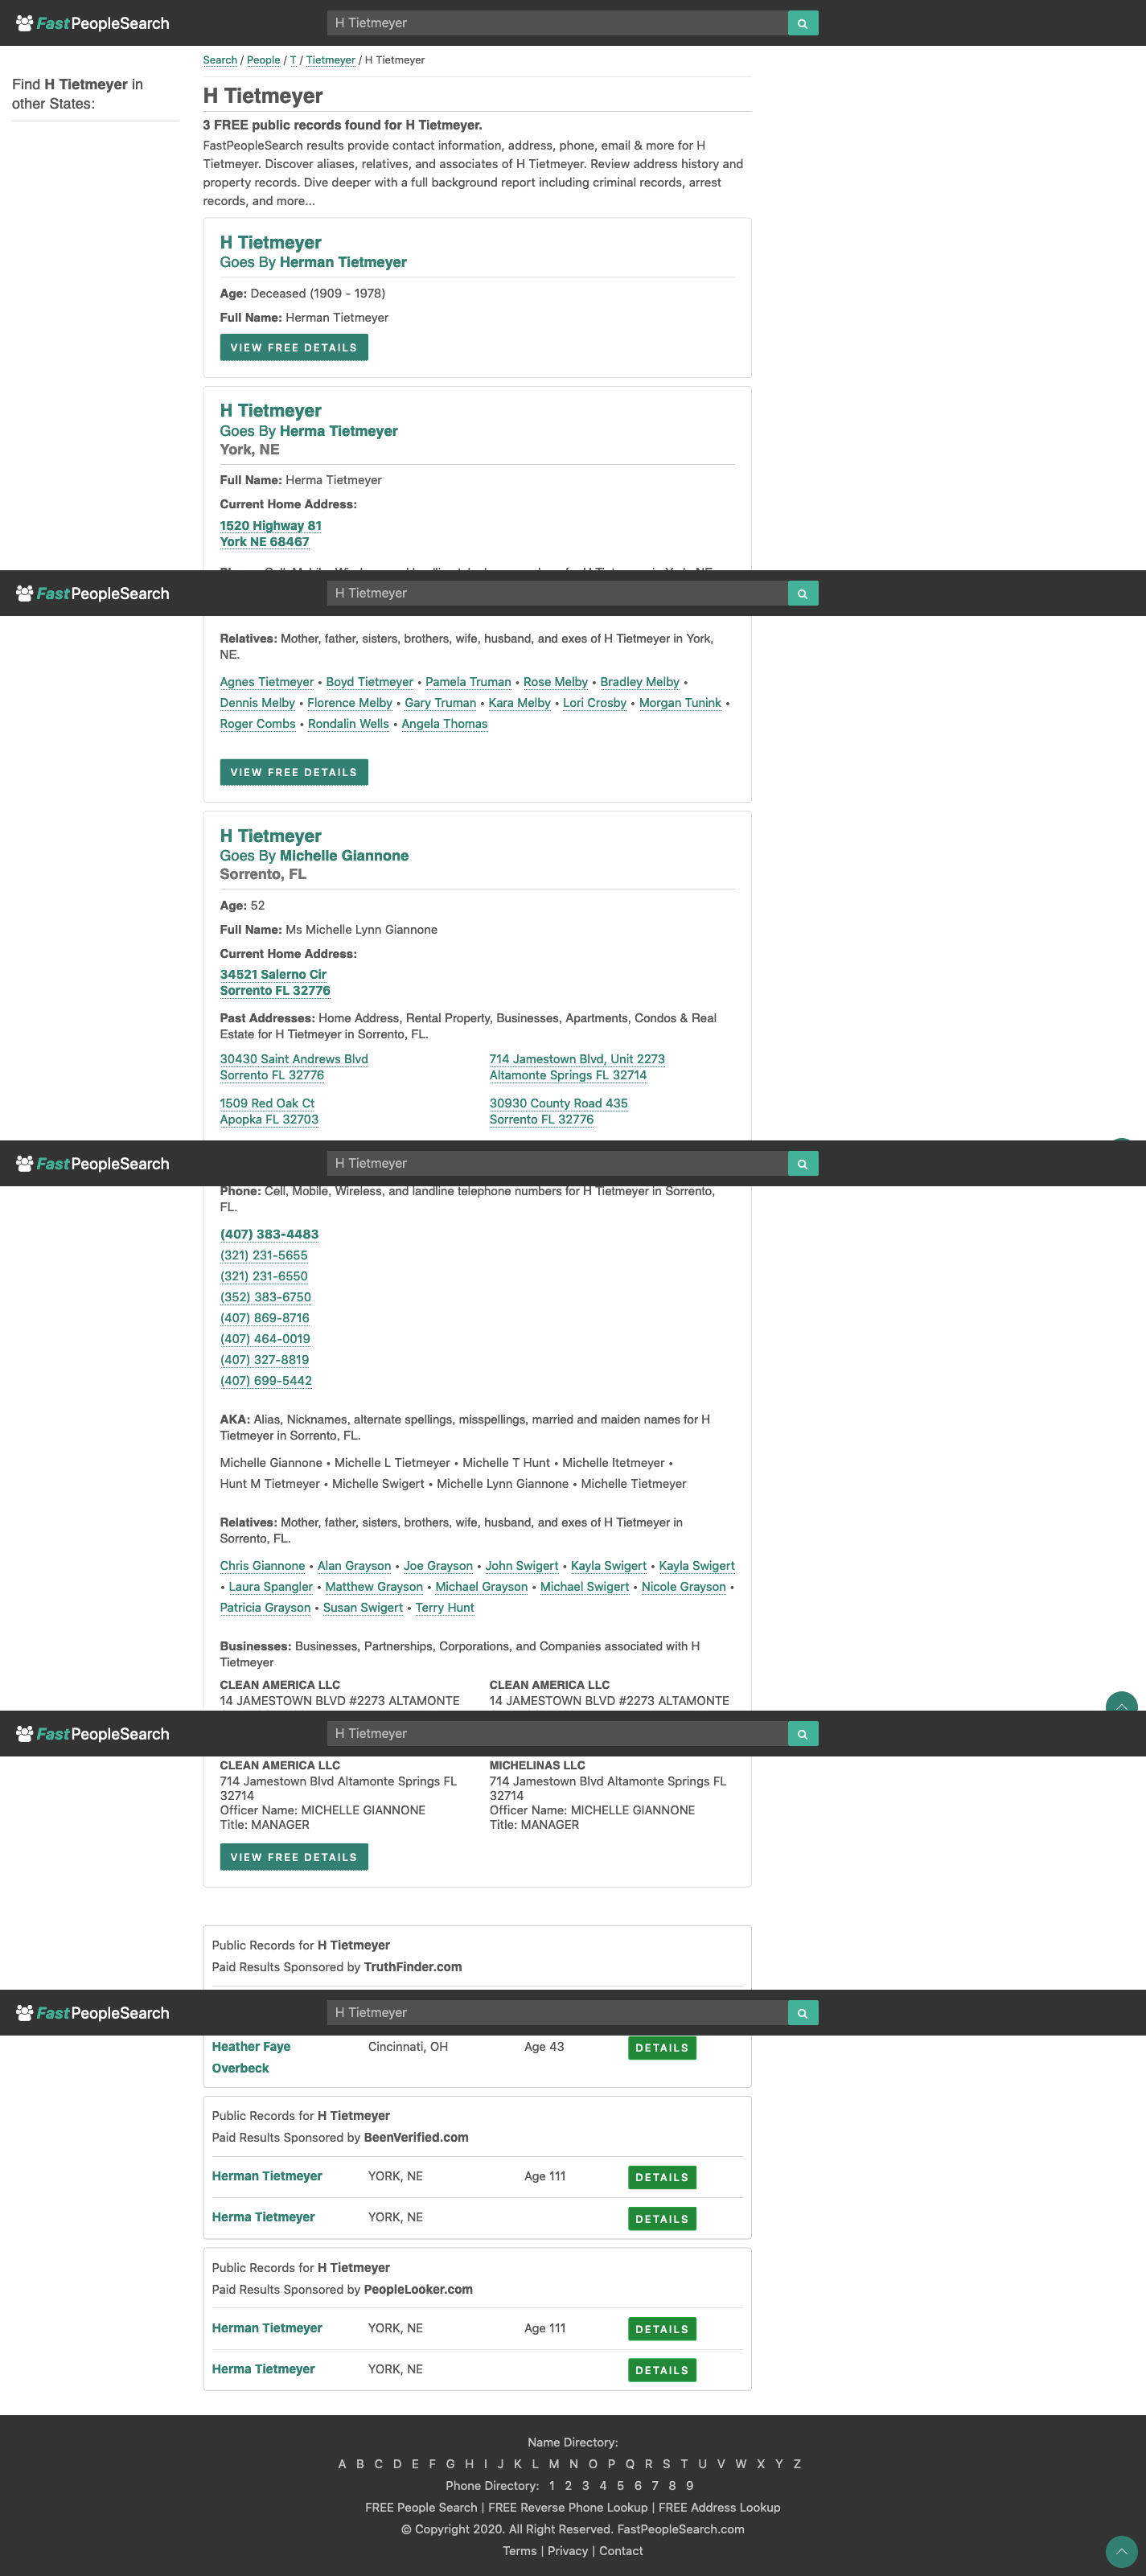 FastPeopleSearch
H Tietmeyer
Search / People / T / Tietmeyer / H Tietmeyer
Find H Tietmeyer in
other States:
H Tietmeyer
3 FREE public records found for H Tietmeyer.
FastPeopleSearch results provide contact information, address, phone, email & more for H
Tietmeyer. Discover aliases, relatives, and associates of H Tietmeyer. Review address history and
property records. Dive deeper with a full background report including criminal records, arrest
records, and more...
H Tietmeyer
Goes By Herman Tietmeyer
Age: Deceased (1909 - 1978)
Full Name: Herman Tietmeyer
VIEW FREE DETAILS
H Tietmeyer
Goes By Herma Tietmeyer
York, NE
Full Name: Herma Tietmeyer
Current Home Address:
1520 Highway 81
York NE 68467
FastPeopleSearch
H Tietmeyer
Relatives: Mother, father, sisters, brothers, wife, husband, and exes of H Tietmeyer in York,
NE.
Agnes Tietmeyer • Boyd Tietmeyer • Pamela Truman • Rose Melby • Bradley Melby •
Dennis Melby • Florence Melby • Gary Truman • Kara Melby • Lori Crosby • Morgan Tunink •
Roger Combs • Rondalin Wells • Angela Thomas
VIEW FREE DETAILS
H Tietmeyer
Goes By Michelle Giannone
Sorrento, FL
Age: 52
Full Name: Ms Michelle Lynn Giannone
Current Home Address:
34521 Salerno Cir
Sorrento FL 32776
Past Addresses: Home Address, Rental Property, Businesses, Apartments, Condos & Real
Estate for H Tietmeyer in Sorrento, FL.
30430 Saint Andrews Blvd
Sorrento FL 32776
714 Jamestown Blvd, Unit 2273
Altamonte Springs FL 32714
1509 Red Oak Ct
Apopka FL 32703
30930 County Road 435
Sorrento FL 32776
FastPeopleSearch
H Tietmeyer
Phone: Cell, Mobile, Wireless, and landline telephone numbers for H Tietmeyer in Sorrento,
FL.
(407) 383-4483
(321) 231-5655
(321) 231-6550
(352) 383-6750
(407) 869-8716
(407) 464-0019
(407) 327-8819
(407) 699-5442
AKA: Alias, Nicknames, alternate spellings, misspellings, married and maiden names for H
Tietmeyer in Sorrento, FL.
Michelle Giannone • Michelle L Tietmeyer • Michelle T Hunt • Michelle Itetmeyer •
Hunt M Tietmeyer • Michelle Swigert • Michelle Lynn Giannone • Michelle Tietmeyer
Relatives: Mother, father, sisters, brothers, wife, husband, and exes of H Tietmeyer in
Sorrento, FL.
Chris Giannone • Alan Grayson • Joe Grayson • John Swigert • Kayla Swigert • Kayla Swigert
• Laura Spangler • Matthew Grayson • Michael Grayson • Michael Swigert • Nicole Grayson •
Patricia Grayson • Susan Swigert • Terry Hunt
Businesses: Businesses, Partnerships, Corporations, and Companies associated with H
Tietmeyer
CLEAN AMERICA LLC
14 JAMESTOWN BLVD #2273 ALTAMONTE
CLEAN AMERICA LLC
14 JAMESTOWN BLVD #2273 ALTAMONTE
FastPeopleSearch
H Tietmeyer
CLEAN AMERICA LLC
714 Jamestown Blvd Altamonte Springs FL
32714
Officer Name: MICHELLE GIANNONE
Title: MANAGER
MICHELINAS LLC
714 Jamestown Blvd Altamonte Springs FL
32714
Officer Name: MICHELLE GIANNONE
Title: MANAGER
VIEW FREE DETAILS
Public Records for H Tietmeyer
Paid Results Sponsored by TruthFinder.com
FastPeopleSearch
H Tietmeyer
Heather Faye
Overbeck
Cincinnati, OH
Age 43
DETAILS
Public Records for H Tietmeyer
Paid Results Sponsored by BeenVerified.com
Herman Tietmeyer YORK, NE Age 111 DETAILS
Herma Tietmeyer YORK, NE DETAILS
Public Records for H Tietmeyer
Paid Results Sponsored by PeopleLooker.com
Herman Tietmeyer YORK, NE Age 111 DETAILS
Herma Tietmeyer YORK, NE DETAILS
Name Directory:
A B C D E F G H I J K L M N O P Q R S T U V W X Y Z
Phone Directory: 1 2 3 4 5 6 7 8 9
FREE People Search | FREE Reverse Phone Lookup | FREE Address Lookup
© Copyright 2020. All Right Reserved. FastPeopleSearch.com
Terms | Privacy | Contact